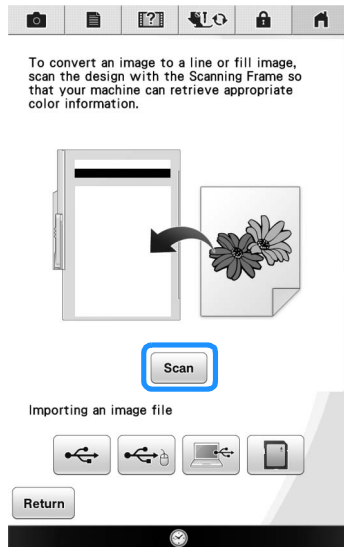 To convert an image to a line or fill image,
scan the design with the Scanning Frame so
that your machine can retrieve appropriate
color information.
Scan
Importing an image file
Return